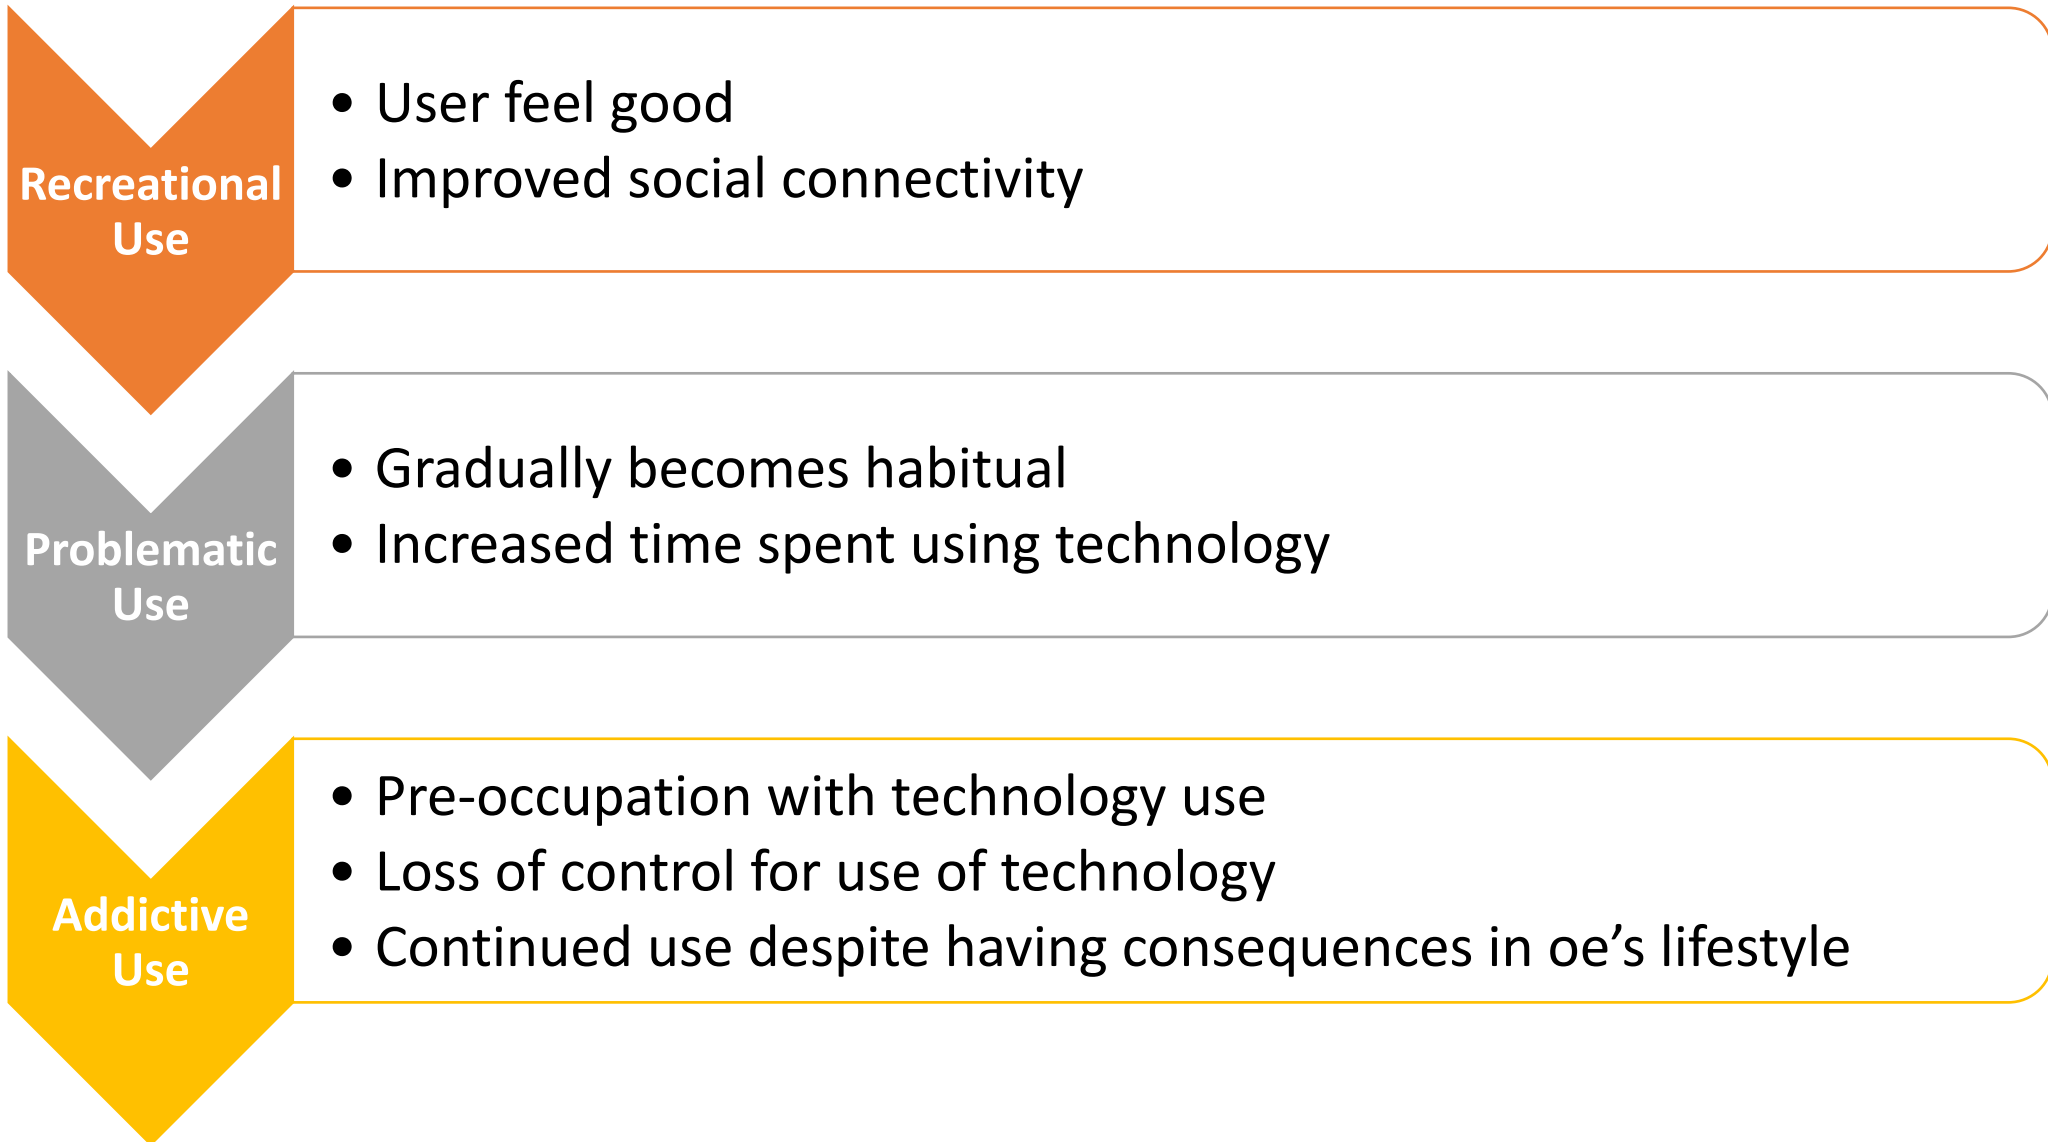 Recreational
Use
• User feel good
• Improved social connectivity
Problematic
Use
• Gradually becomes habitual
• Increased time spent using technology
Addictive
Use
• Pre-occupation with technology use
• Loss of control for use of technology
• Continued use despite having consequences in oe’s lifestyle